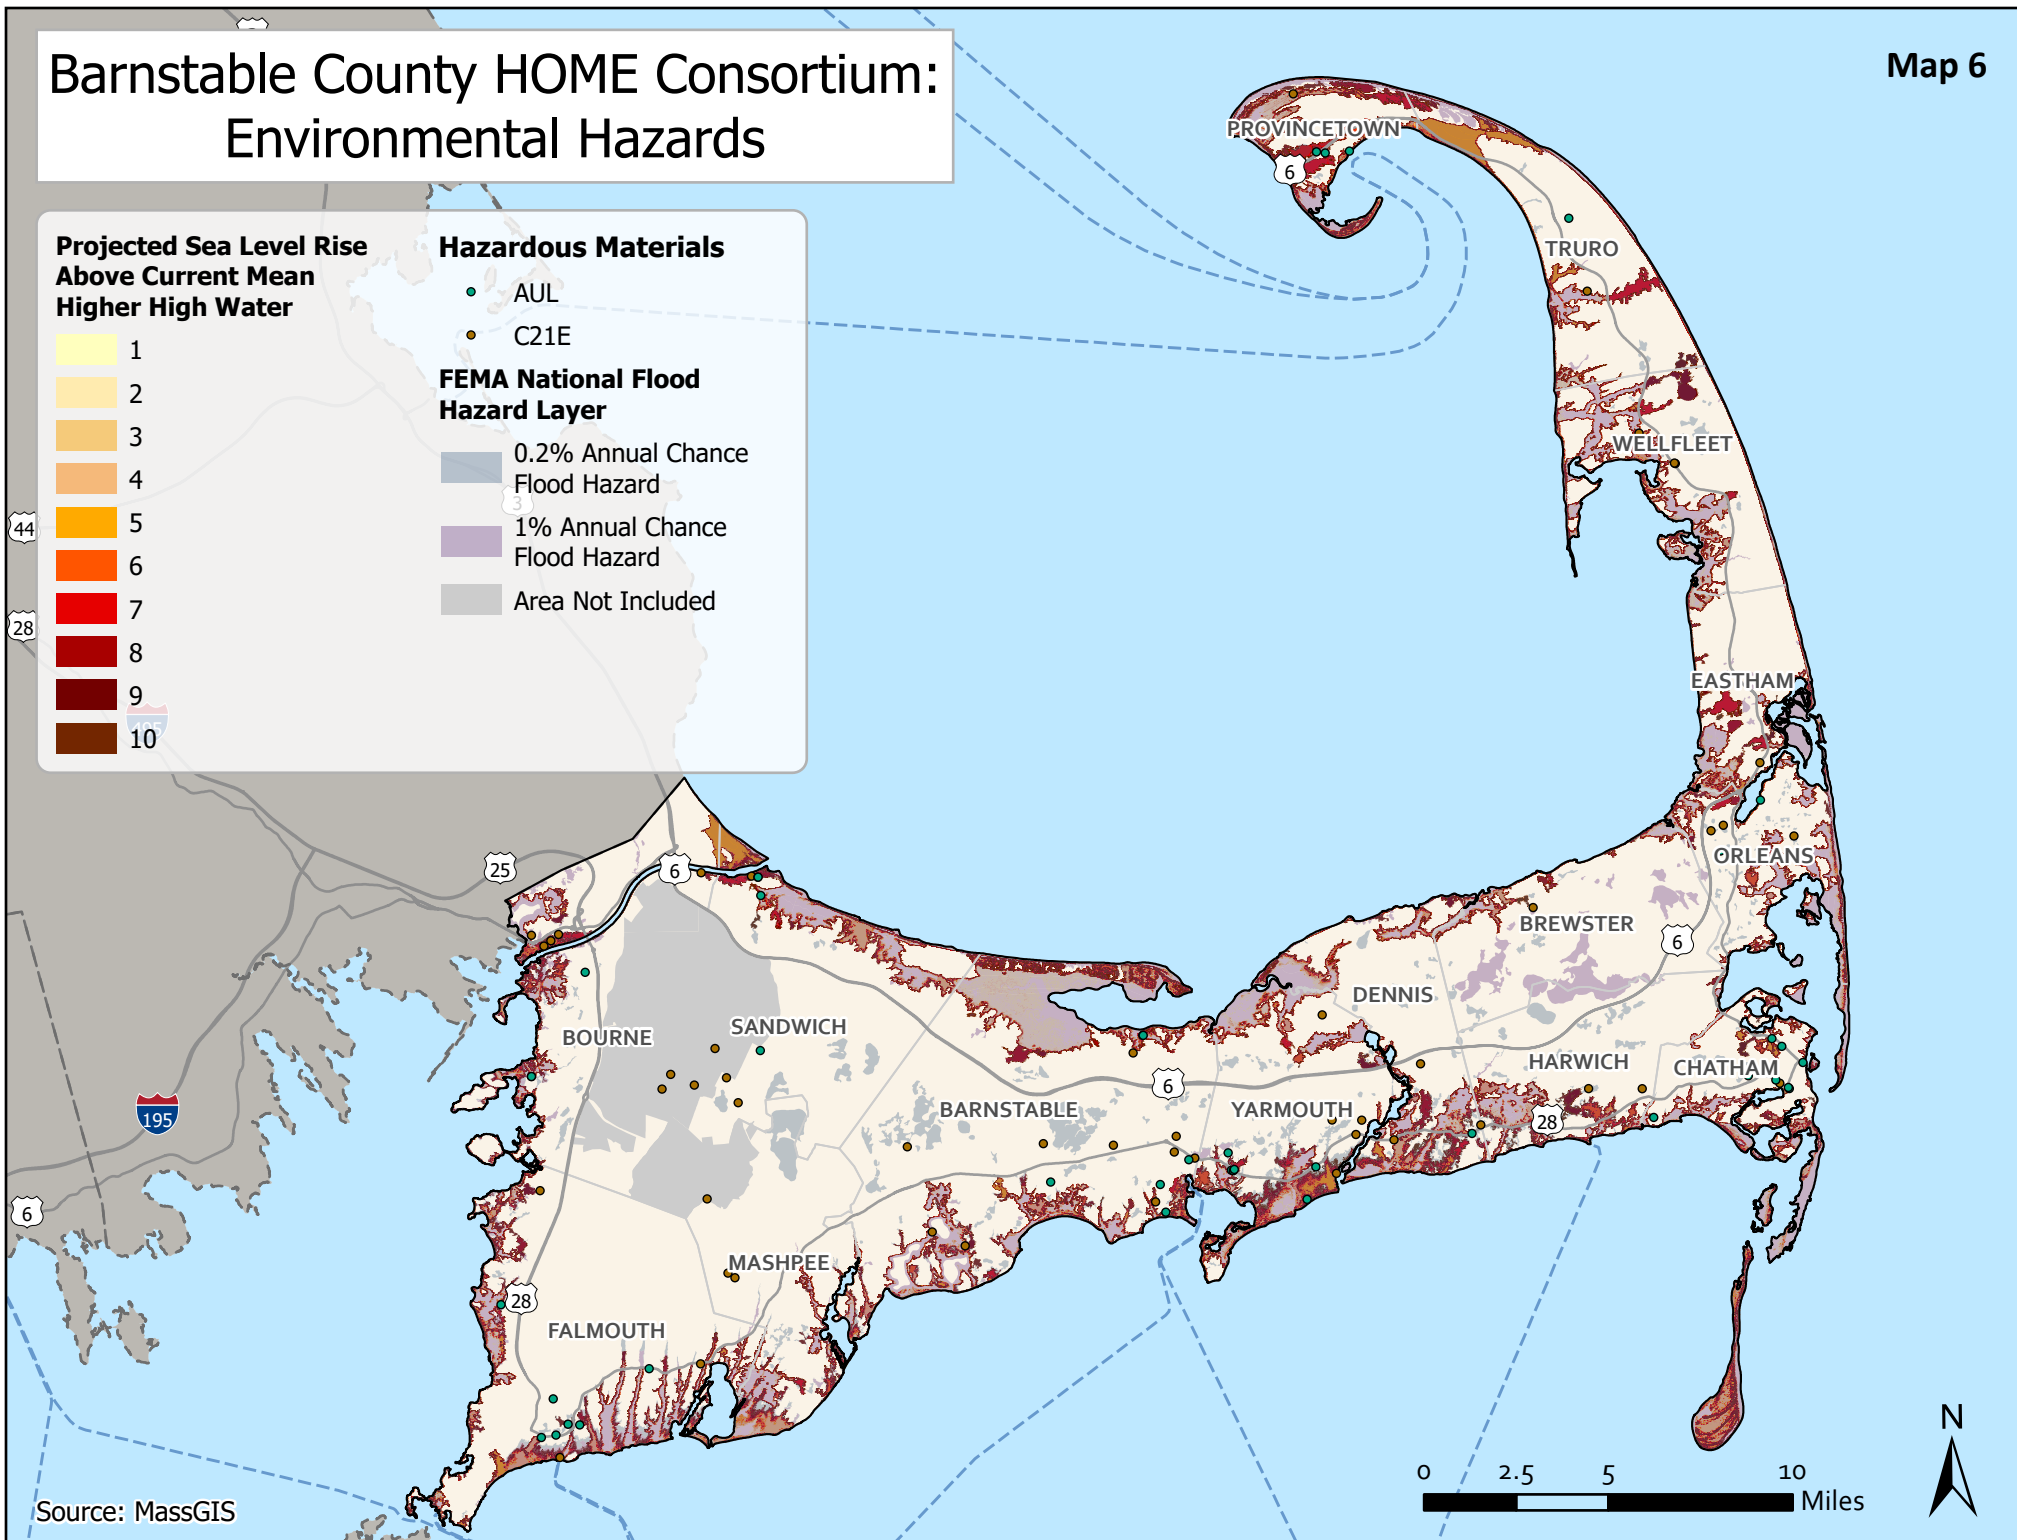 Barnstable County HOME Consortium:
Environmental Hazards
Map 6
Projected Sea Level Rise
Above Current Mean
Higher High Water
1
2
3
4
5
6
7
8
9
10
Hazardous Materials
AUL
C21E
FEMA National Flood
Hazard Layer
0.2% Annual Chance
Flood Hazard
1% Annual Chance
Flood Hazard
Area Not Included
3
44
28
495
PROVINCETOWN
6
TRURO
WELLFLEET
EASTHAM
ORLEANS
BREWSTER
6
25
6
DENNIS
HARWICH
CHATHAM
28
BOURNE
SANDWICH
BARNSTABLE
6
YARMOUTH
195
6
MASHPEE
28
FALMOUTH
Source: MassGIS
0 2.5 5 10
Miles
N